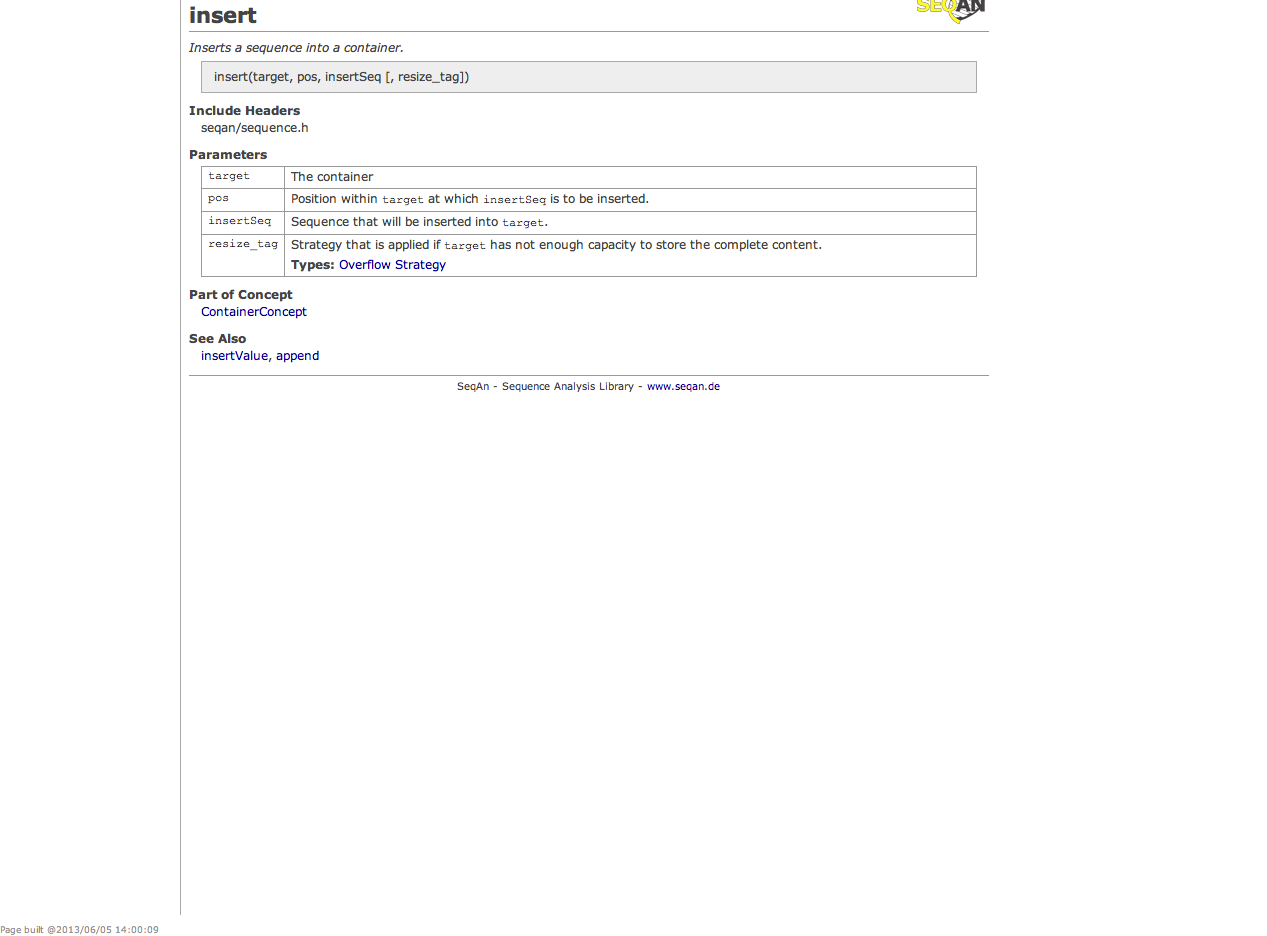 insert
SEQAN
Inserts a sequence into a container.
insert(target, pos, insertSeq [, resize_tag])
Include Headers
seqan/sequence.h
Parameters
target The container
pos Position within target at which insertSeq is to be inserted.
insertSeq Sequence that will be inserted into target.
resize_tag Strategy that is applied if target has not enough capacity to store the complete content.
Types: Overflow Strategy
Part of Concept
ContainerConcept
See Also
insertValue, append
SeqAn - Sequence Analysis Library - www.seqan.de
Page built @2013/06/05 14:00:09